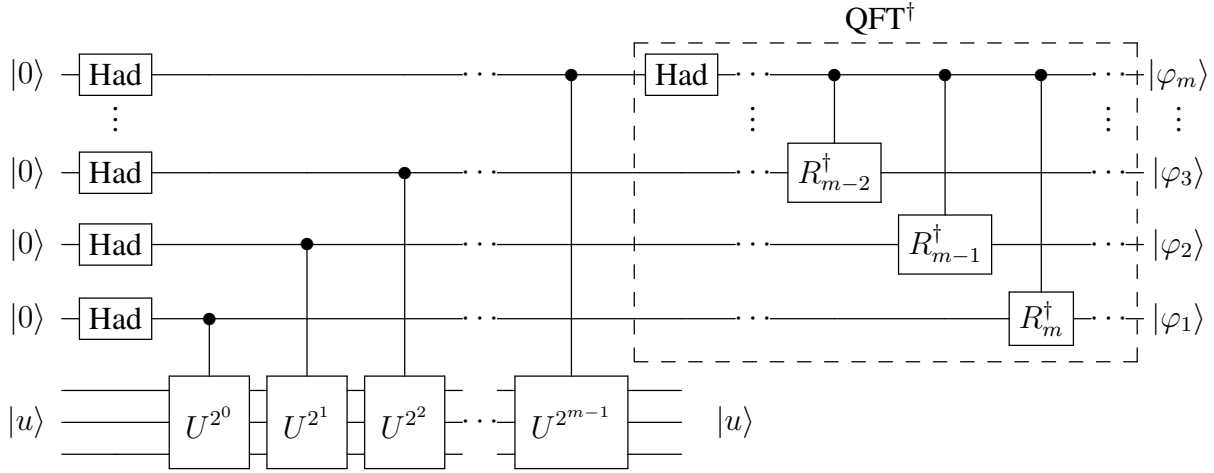 QFT†
|0⟩ Had ··· Had ··· |φ_m⟩
⋮ ⋮ ⋮ ⋮
|0⟩ Had ··· R†_{m−2} ··· |φ_3⟩
|0⟩ Had ··· ··· R†_{m−1} ··· |φ_2⟩
|0⟩ Had ··· ··· R†_m ··· |φ_1⟩
|u⟩ U^{2^0} U^{2^1} U^{2^2} ··· U^{2^{m−1}} |u⟩